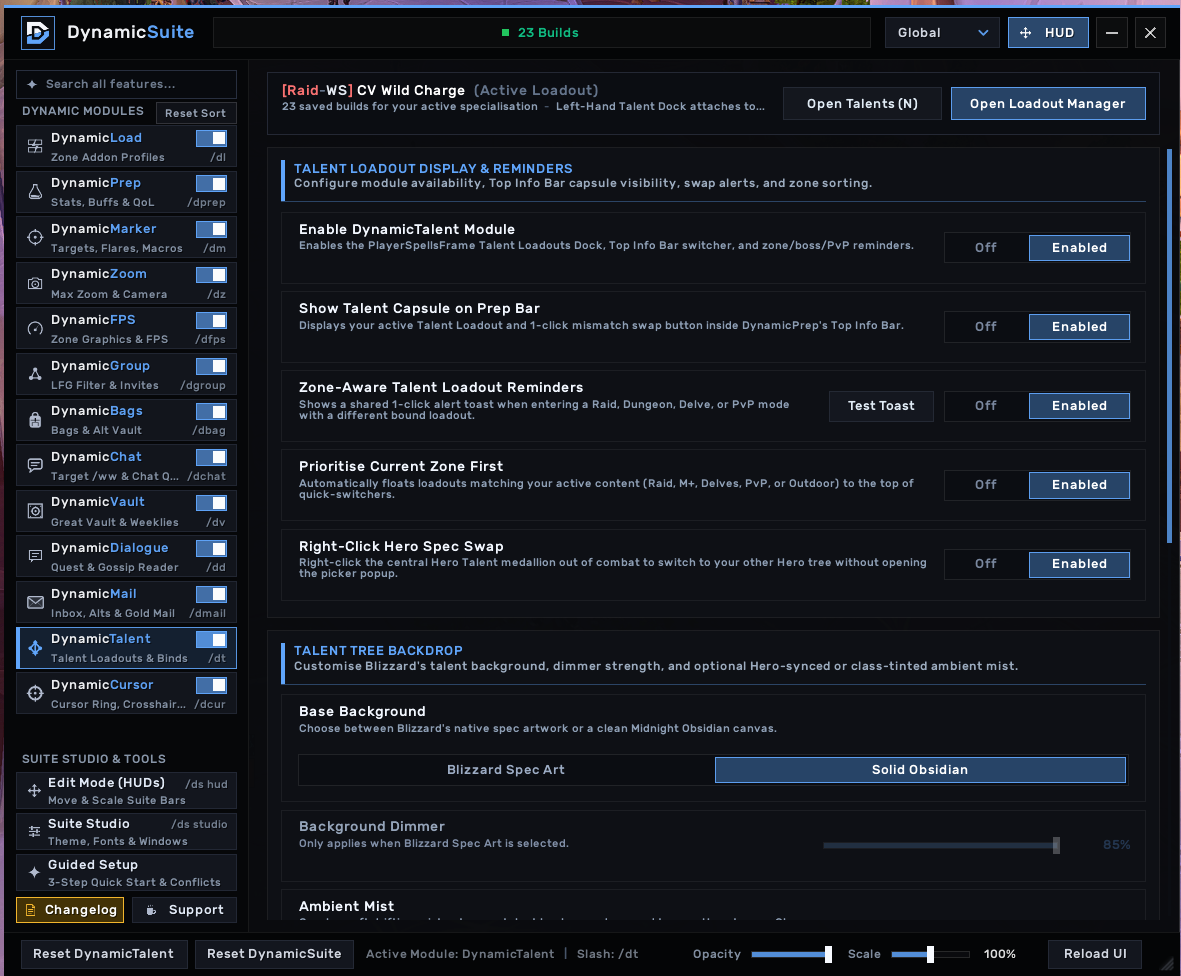 DynamicSuite
23 Builds
Global
HUD
Search all features...
DYNAMIC MODULES
Reset Sort
DynamicLoad
Zone Addon Profiles
/dl
DynamicPrep
Stats, Buffs & QoL
/dprep
DynamicMarker
Targets, Flares, Macros
/dm
DynamicZoom
Max Zoom & Camera
/dz
DynamicFPS
Zone Graphics & FPS
/dfps
DynamicGroup
LFG Filter & Invites
/dgroup
DynamicBags
Bags & Alt Vault
/dbag
DynamicChat
Target /ww & Chat Q...
/dchat
DynamicVault
Great Vault & Weeklies
/dv
DynamicDialogue
Quest & Gossip Reader
/dd
DynamicMail
Inbox, Alts & Gold Mail
/dmail
DynamicTalent
Talent Loadouts & Binds
/dt
DynamicCursor
Cursor Ring, Crosshair...
/dcur
SUITE STUDIO & TOOLS
Edit Mode (HUDs)
/ds hud
Move & Scale Suite Bars
Suite Studio
/ds studio
Theme, Fonts & Windows
Guided Setup
3-Step Quick Start & Conflicts
Changelog
Support
[Raid-WS] CV Wild Charge (Active Loadout)
23 saved builds for your active specialisation - Left-Hand Talent Dock attaches to...
Open Talents (N)
Open Loadout Manager
TALENT LOADOUT DISPLAY & REMINDERS
Configure module availability, Top Info Bar capsule visibility, swap alerts, and zone sorting.
Enable DynamicTalent Module
Enables the PlayerSpellsFrame Talent Loadouts Dock, Top Info Bar switcher, and zone/boss/PvP reminders.
Off
Enabled
Show Talent Capsule on Prep Bar
Displays your active Talent Loadout and 1-click mismatch swap button inside DynamicPrep's Top Info Bar.
Off
Enabled
Zone-Aware Talent Loadout Reminders
Shows a shared 1-click alert toast when entering a Raid, Dungeon, Delve, or PvP mode
with a different bound loadout.
Test Toast
Off
Enabled
Prioritise Current Zone First
Automatically floats loadouts matching your active content (Raid, M+, Delves, PvP, or Outdoor) to the top of
quick-switchers.
Off
Enabled
Right-Click Hero Spec Swap
Right-click the central Hero Talent medallion out of combat to switch to your other Hero tree without opening
the picker popup.
Off
Enabled
TALENT TREE BACKDROP
Customise Blizzard's talent background, dimmer strength, and optional Hero-synced or class-tinted ambient mist.
Base Background
Choose between Blizzard's native spec artwork or a clean Midnight Obsidian canvas.
Blizzard Spec Art
Solid Obsidian
Background Dimmer
Only applies when Blizzard Spec Art is selected.
85%
Ambient Mist
Reset DynamicTalent
Reset DynamicSuite
Active Module: DynamicTalent | Slash: /dt
Opacity
Scale
100%
Reload UI